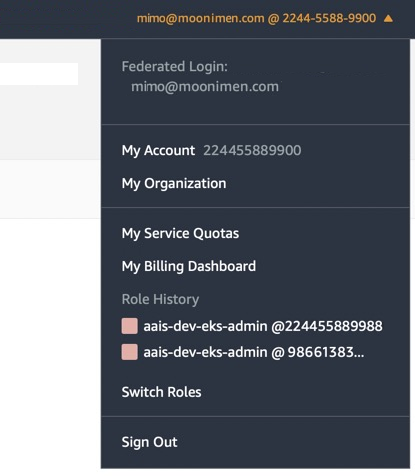 mimo@moonimen.com @ 2244-5588-9900
Federated Login:
mimo@moonimen.com
My Account 224455889900
My Organization
My Service Quotas
My Billing Dashboard
Role History
aais-dev-eks-admin @224455889988
aais-dev-eks-admin @ 98661383...
Switch Roles
Sign Out